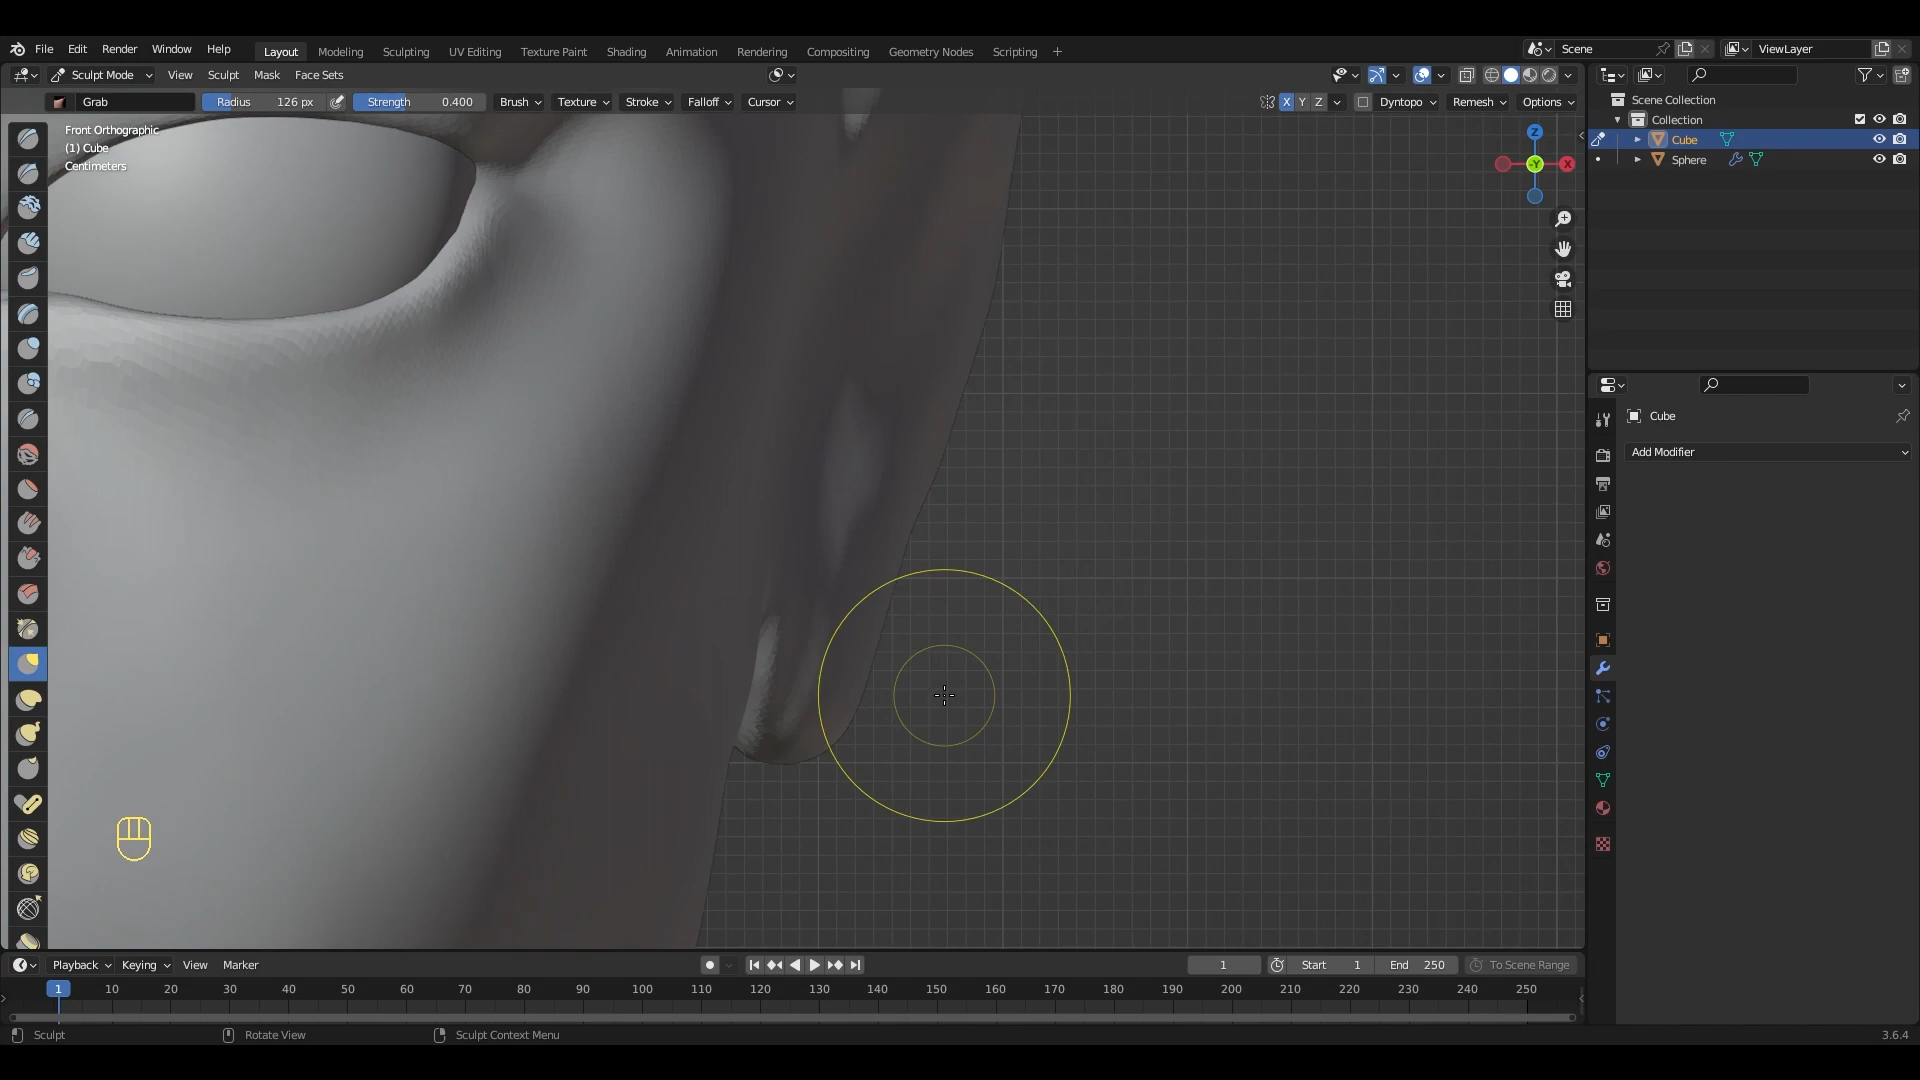 File Edit Render Window Help Layout Modeling Sculpting UV Editing Texture Paint Shading Animation Rendering Compositing Geometry Nodes Scripting + Scene ViewLayer
Sculpt Mode View Sculpt Mask Face Sets
Grab Radius 126 px Strength 0.400 Brush Texture Stroke Falloff Cursor X Y Z Dyntopo Remesh Options
Front Orthographic
(1) Cube
Centimeters
Z
-Y
X
Scene Collection
Collection
Cube
Sphere
Cube
Add Modifier
Playback Keying View Marker 1 Start 1 End 250 To Scene Range
1 10 20 30 40 50 60 70 80 90 100 110 120 130 140 150 160 170 180 190 200 210 220 230 240 250
Sculpt Rotate View Sculpt Context Menu 3.6.4